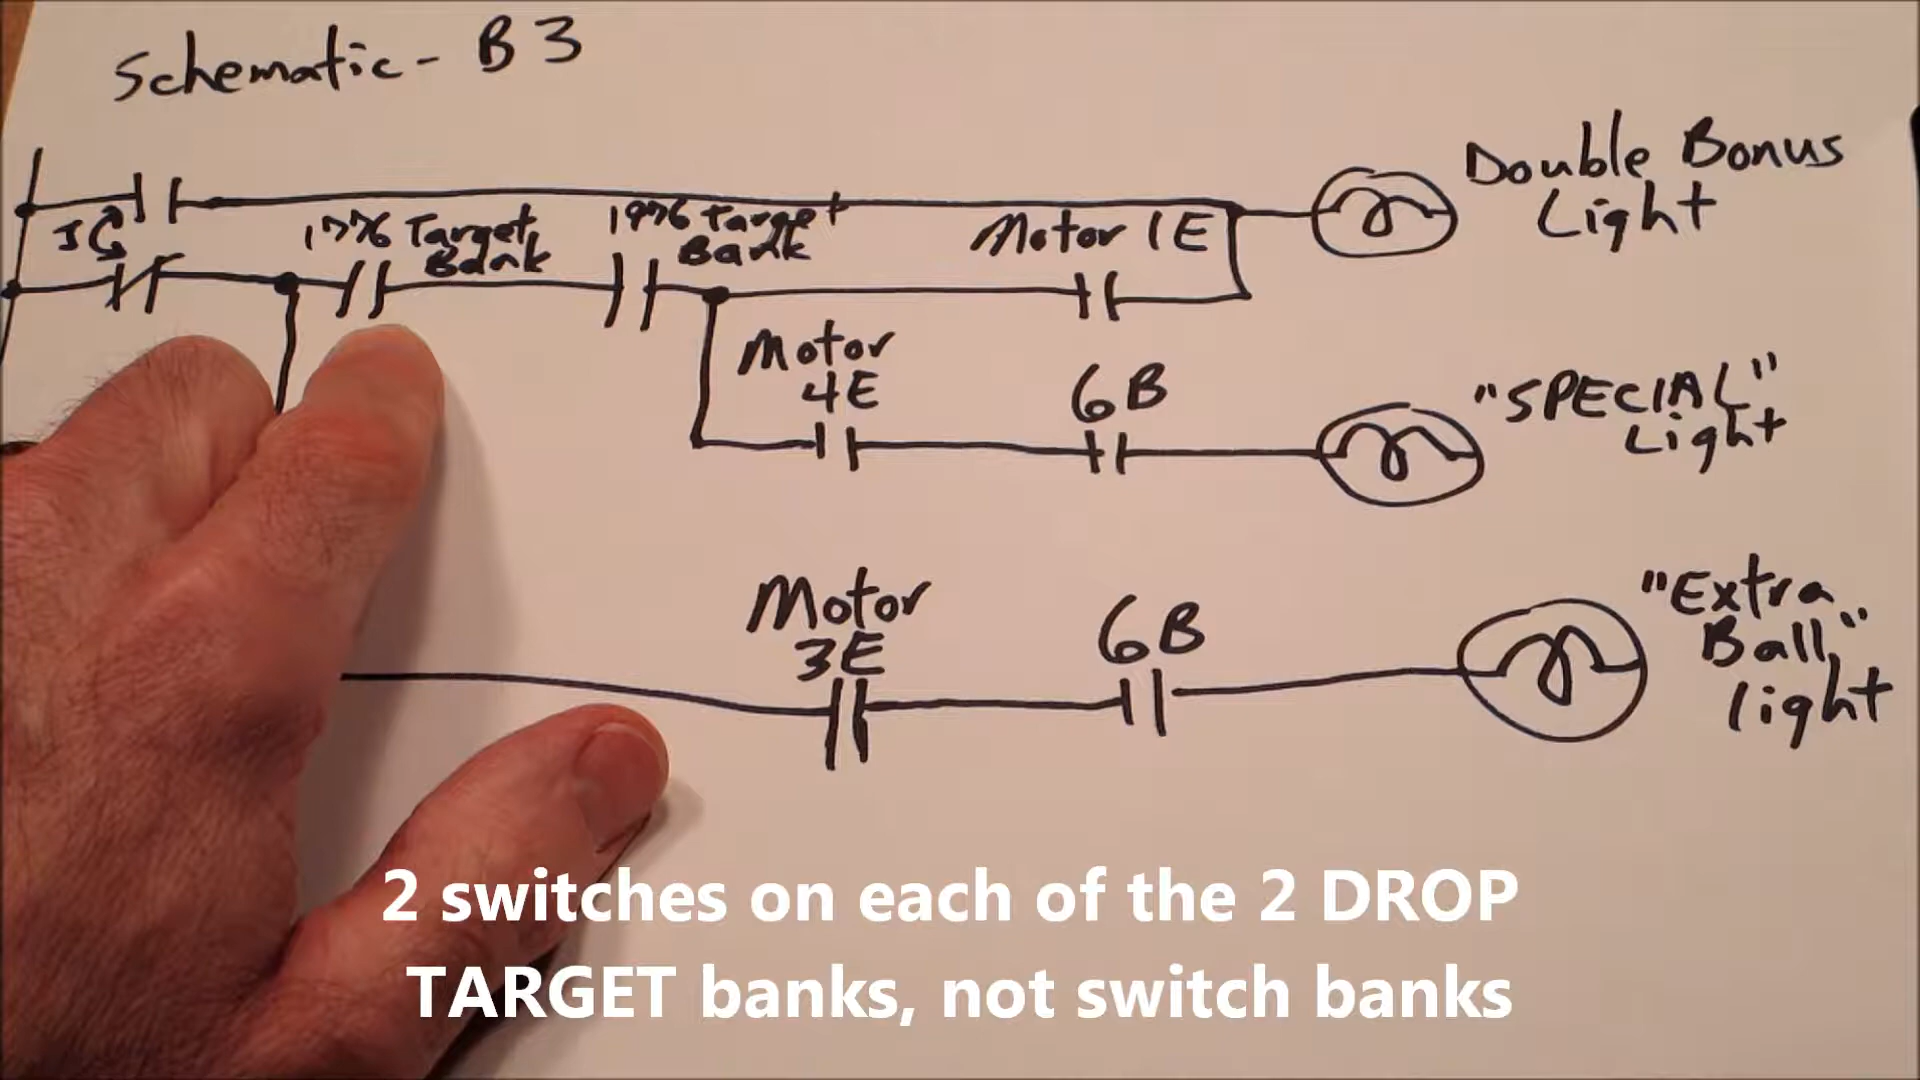 Schematic - B3
Double Bonus
Light
1776 Target
Bank
1976 Target
Bank
Motor 1E
Motor
4E
6B
"SPECIAL"
Light
Motor
3E
6B
"Extra
Ball"
light
2 switches on each of the 2 DROP
TARGET banks, not switch banks